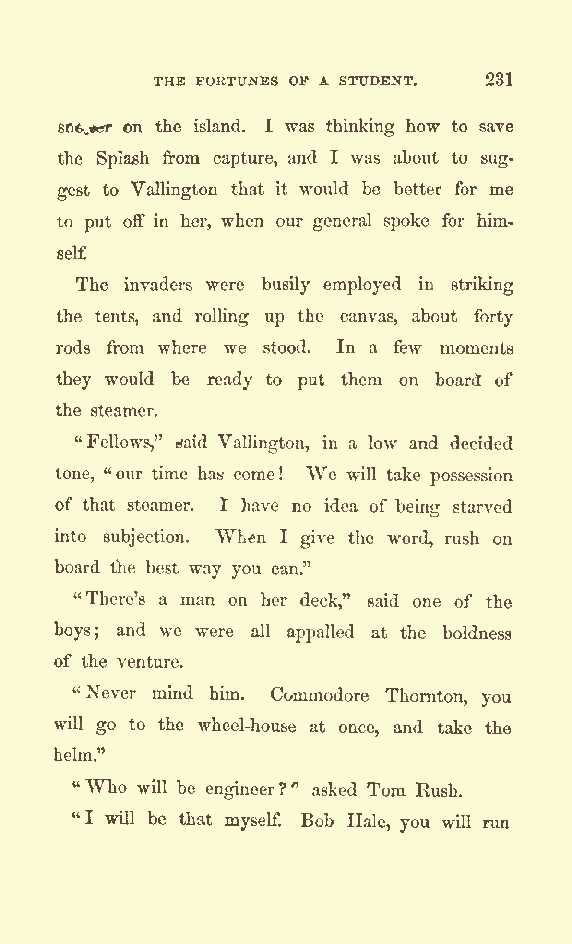 THE FORTUNES OF A STUDENT. 231
on the island. I was thinking how to save
the Splash from capture, and I was about to sug-
gest to Vallington that it would be better for me
to put off in her, when our general spoke for him-
self.
The invaders were busily employed in striking
the tents, and rolling up the canvas, about forty
rods from where we stood. In a few moments
they would be ready to put them on board of
the steamer.
“Fellows,” said Vallington, in a low and decided
tone, “our time has come! We will take possession
of that steamer. I have no idea of being starved
into subjection. When I give the word, rush on
board the best way you can.”
“There’s a man on her deck,” said one of the
boys; and we were all appalled at the boldness
of the venture.
“Never mind him. Commodore Thornton, you
will go to the wheel-house at once, and take the
helm.”
“Who will be engineer?” asked Tom Rush.
“I will be that myself. Bob Hale, you will run